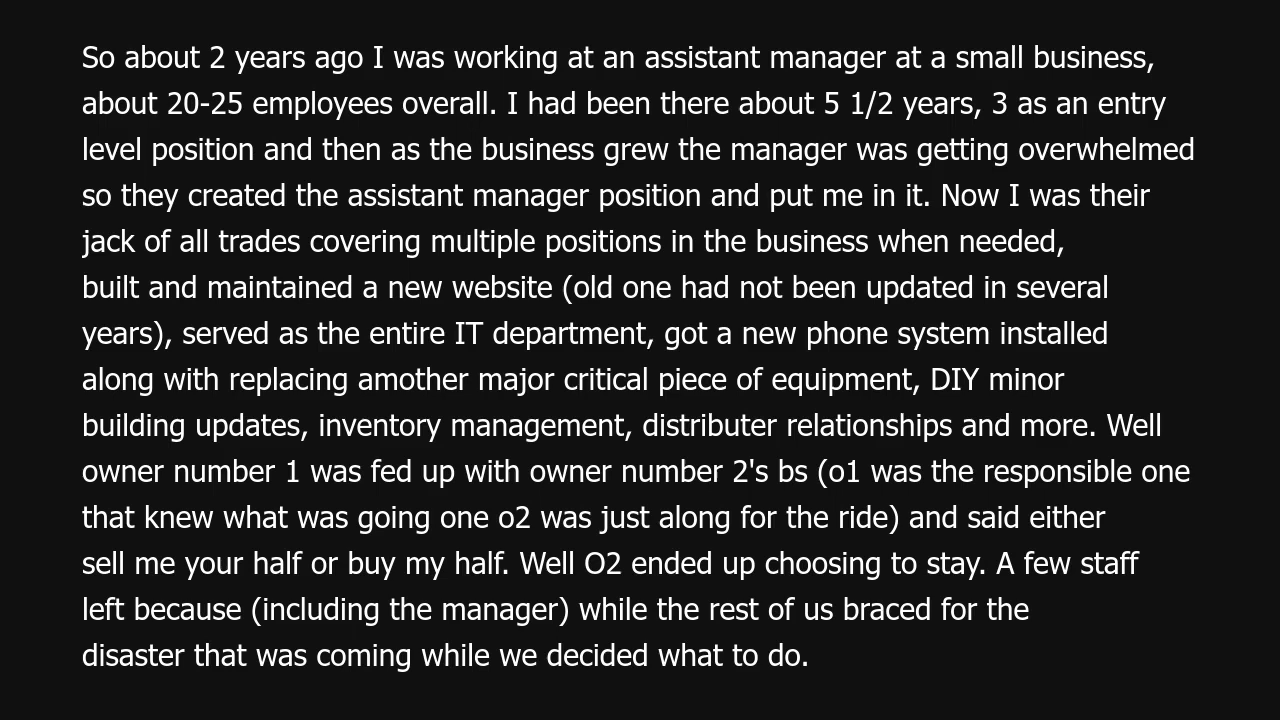 So about 2 years ago I was working at an assistant manager at a small business,
about 20-25 employees overall. I had been there about 5 1/2 years, 3 as an entry
level position and then as the business grew the manager was getting overwhelmed
so they created the assistant manager position and put me in it. Now I was their
jack of all trades covering multiple positions in the business when needed,
built and maintained a new website (old one had not been updated in several
years), served as the entire IT department, got a new phone system installed
along with replacing amother major critical piece of equipment, DIY minor
building updates, inventory management, distributer relationships and more. Well
owner number 1 was fed up with owner number 2's bs (o1 was the responsible one
that knew what was going one o2 was just along for the ride) and said either
sell me your half or buy my half. Well O2 ended up choosing to stay. A few staff
left because (including the manager) while the rest of us braced for the
disaster that was coming while we decided what to do.